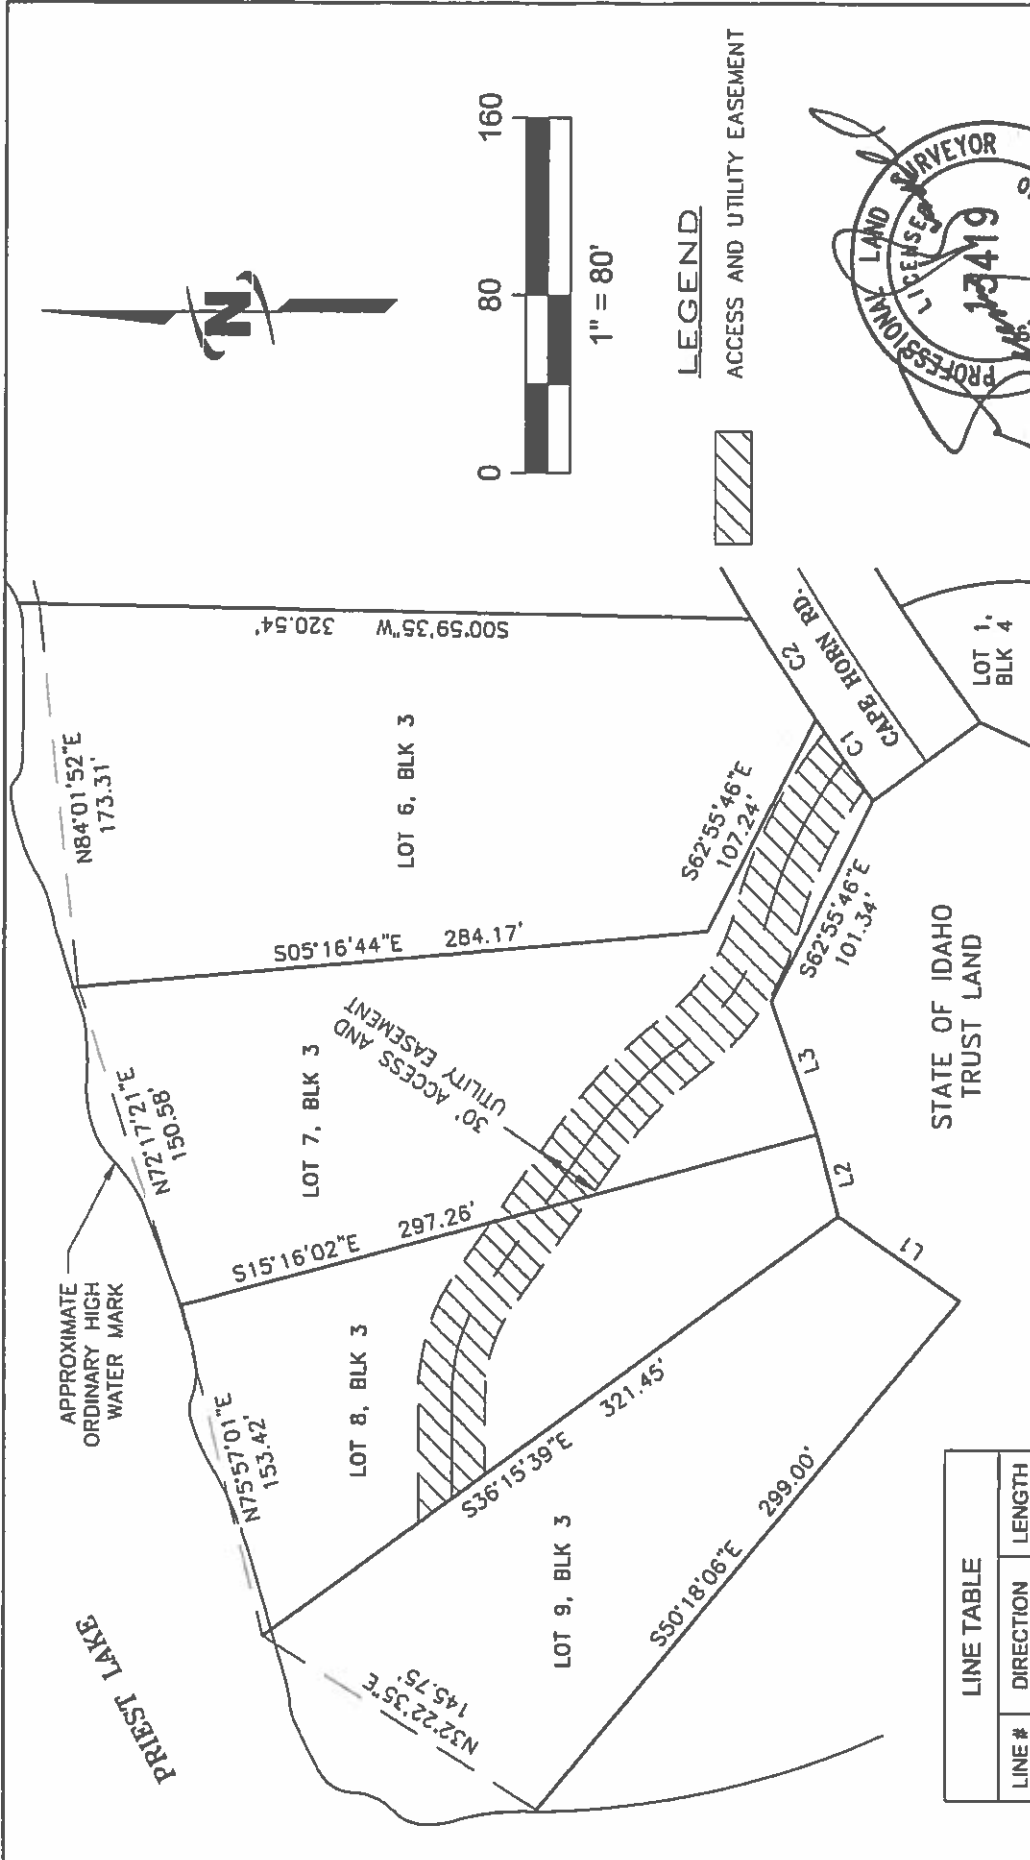 PRIEST LAKE
APPROXIMATE
ORDINARY HIGH
WATER MARK
N32°22'35"E
145.75'
N75°57'01"E
153.42'
N72°17'21"E
150.58'
N84°01'52"E
173.31'
LOT 9, BLK 3
LOT 8, BLK 3
LOT 7, BLK 3
LOT 6, BLK 3
S50°18'06"E 299.00'
S36°15'39"E 321.45'
S15°16'02"E 297.26'
S05°16'44"E 284.17'
S00°59'35"W 320.54'
30' ACCESS AND
UTILITY EASEMENT
S62°55'46"E
107.24'
S62°55'46"E
101.34'
L1
L2
L3
C1
C2
CAPE HORN RD.
LOT 1,
BLK 4
STATE OF IDAHO
TRUST LAND
N
0 80 160
1" = 80'
LEGEND
ACCESS AND UTILITY EASEMENT
PROFESSIONAL LAND SURVEYOR
LICENSED
13419
LINE TABLE
LINE # DIRECTION LENGTH